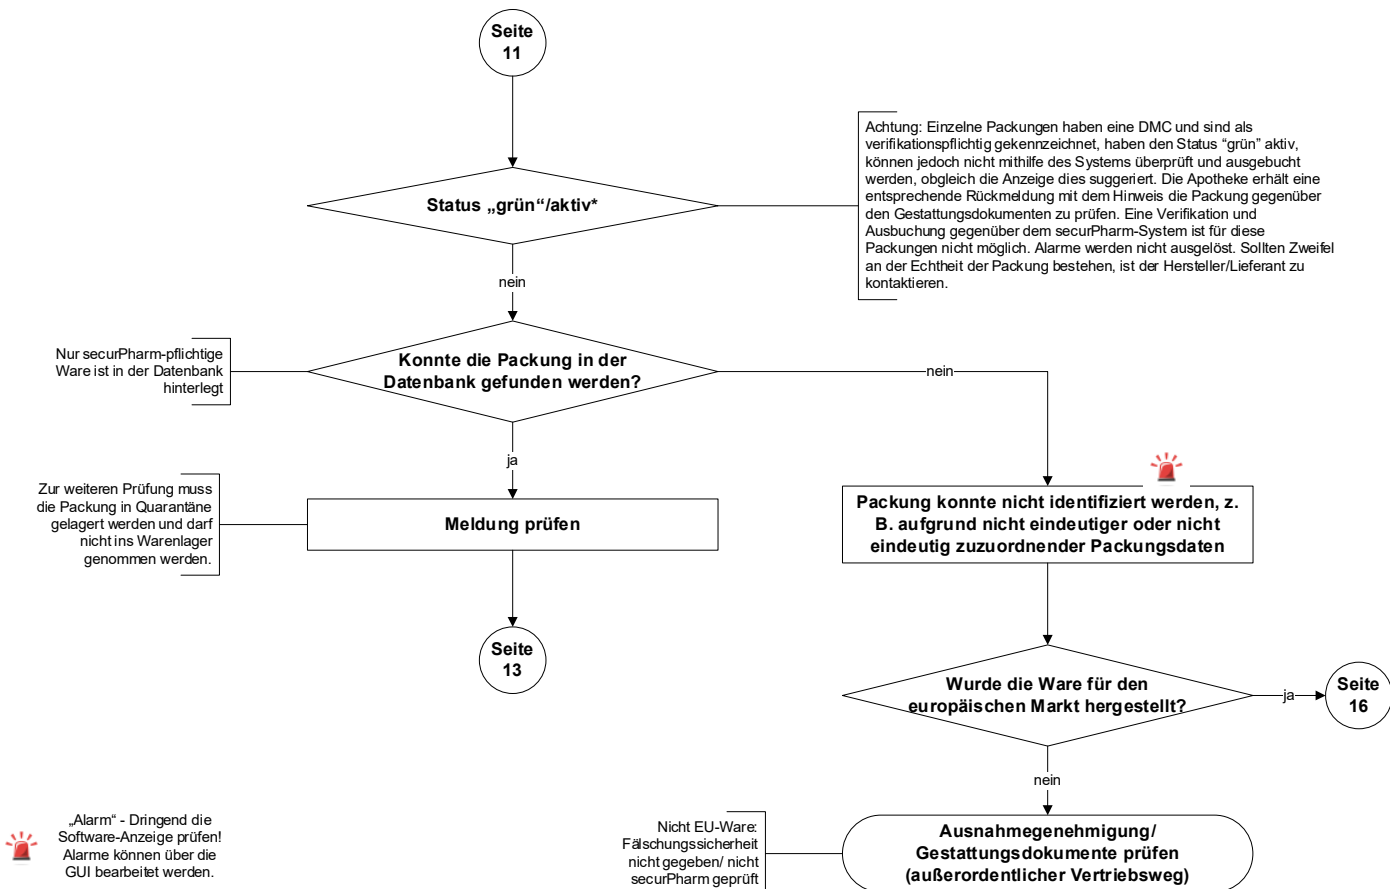 Seite
11
Achtung: Einzelne Packungen haben eine DMC und sind als
verifikationspflichtig gekennzeichnet, haben den Status “grün” aktiv,
können jedoch nicht mithilfe des Systems überprüft und ausgebucht
werden, obgleich die Anzeige dies suggeriert. Die Apotheke erhält eine
entsprechende Rückmeldung mit dem Hinweis die Packung gegenüber
den Gestattungsdokumenten zu prüfen. Eine Verifikation und
Ausbuchung gegenüber dem securPharm-System ist für diese
Packungen nicht möglich. Alarme werden nicht ausgelöst. Sollten Zweifel
an der Echtheit der Packung bestehen, ist der Hersteller/Lieferant zu
kontaktieren.
Status „grün“/aktiv*
nein
Nur securPharm-pflichtige
Ware ist in der Datenbank
hinterlegt
Konnte die Packung in der
Datenbank gefunden werden?
nein
ja
Zur weiteren Prüfung muss
die Packung in Quarantäne
gelagert werden und darf
nicht ins Warenlager
genommen werden.
Meldung prüfen
Packung konnte nicht identifiziert werden, z.
B. aufgrund nicht eindeutiger oder nicht
eindeutig zuzuordnender Packungsdaten
Seite
13
Wurde die Ware für den
europäischen Markt hergestellt?
ja
Seite
16
nein
„Alarm“ - Dringend die
Software-Anzeige prüfen!
Alarme können über die
GUI bearbeitet werden.
Nicht EU-Ware:
Fälschungssicherheit
nicht gegeben/ nicht
securPharm geprüft
Ausnahmegenehmigung/
Gestattungsdokumente prüfen
(außerordentlicher Vertriebsweg)